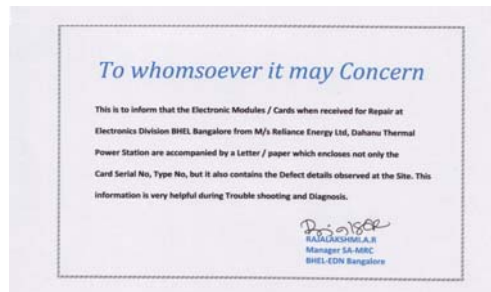 To whomsoever it may Concern
This is to inform that the Electronic Modules / Cards when received for Repair at
Electronics Division BHEL Bangalore from M/s Reliance Energy Ltd, Dahanu Thermal
Power Station are accompanied by a Letter / paper which encloses not only the
Card Serial No, Type No, but it also contains the Defect details observed at the Site. This
information is very helpful during Trouble shooting and Diagnosis.
RAJALAKSHMI.A.R
Manager SA-MRC
BHEL-EDN Bangalore